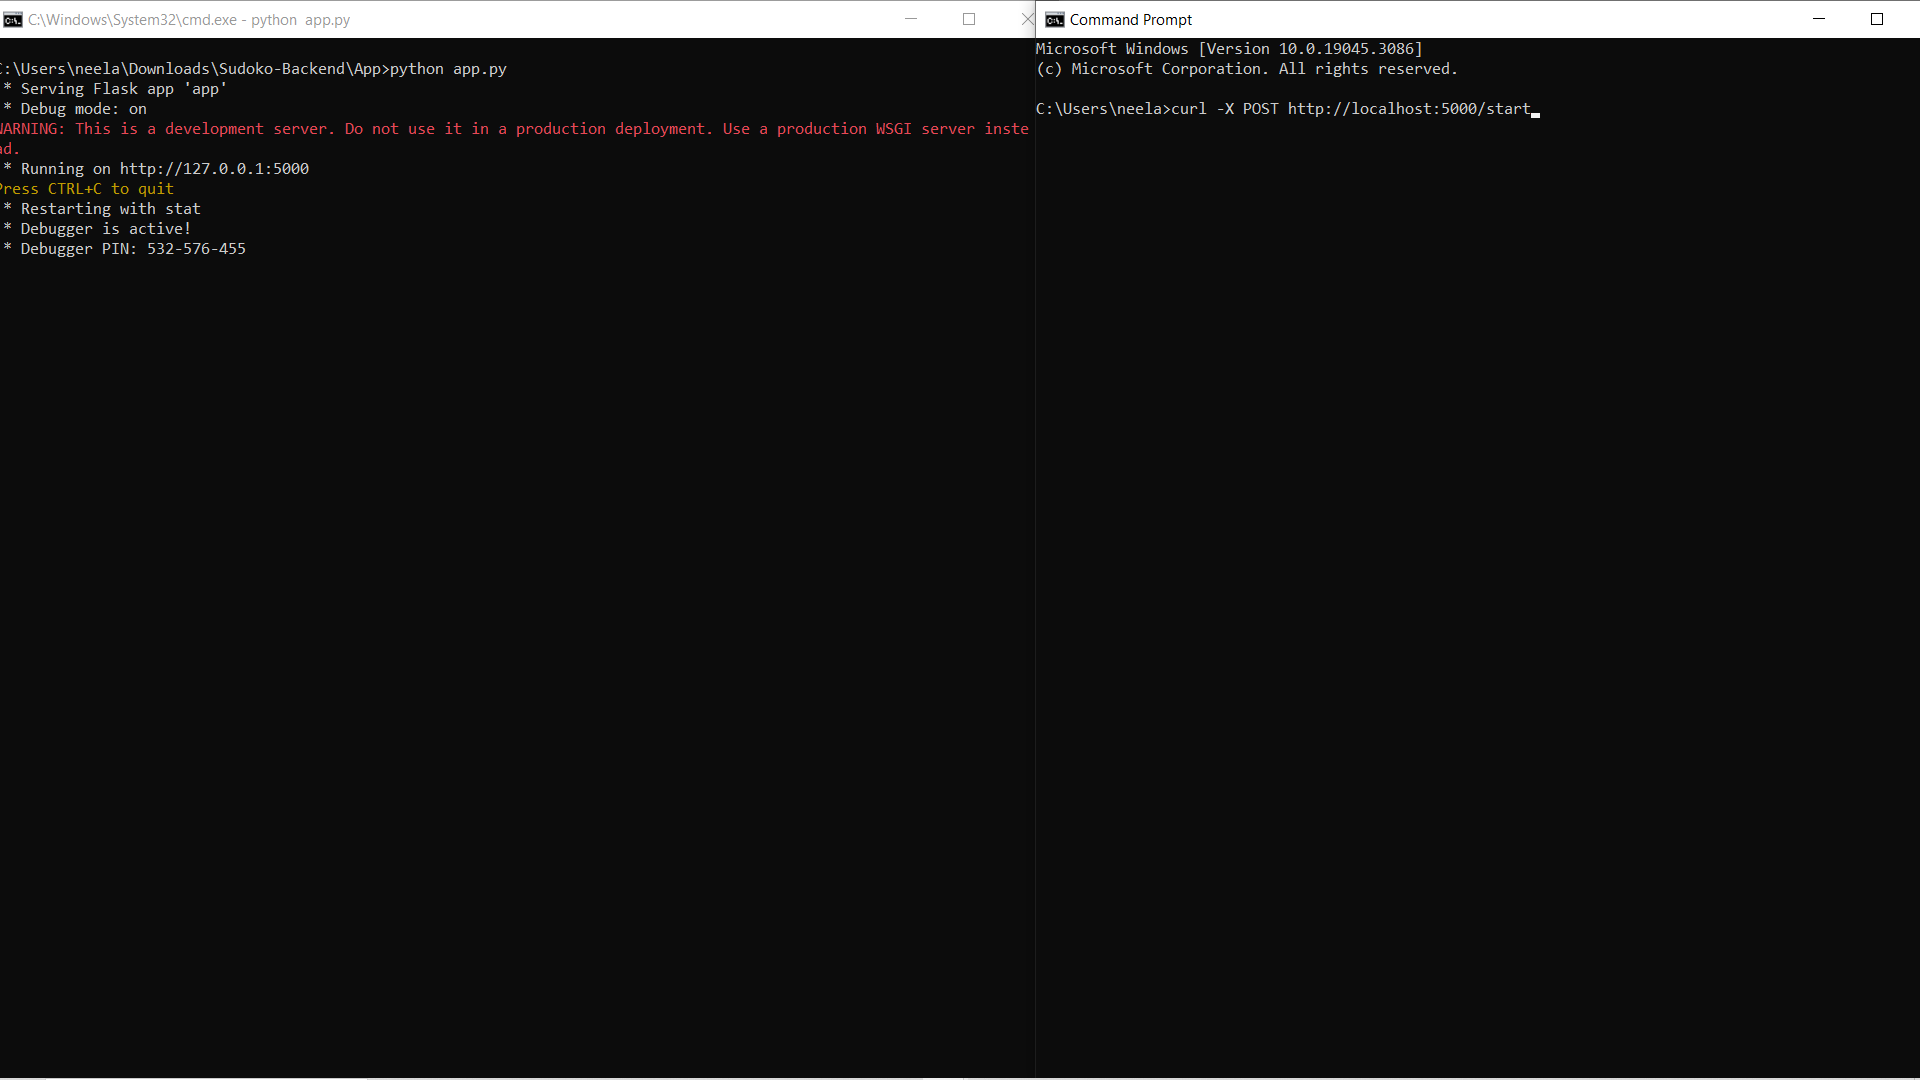 C:\Windows\System32\cmd.exe - python  app.py
:\Users\neela\Downloads\Sudoko-Backend\App>python app.py
* Serving Flask app 'app'
* Debug mode: on
WARNING: This is a development server. Do not use it in a production deployment. Use a production WSGI server inste
ad.
* Running on http://127.0.0.1:5000
Press CTRL+C to quit
* Restarting with stat
* Debugger is active!
* Debugger PIN: 532-576-455
Command Prompt
Microsoft Windows [Version 10.0.19045.3086]
(c) Microsoft Corporation. All rights reserved.
C:\Users\neela>curl -X POST http://localhost:5000/start